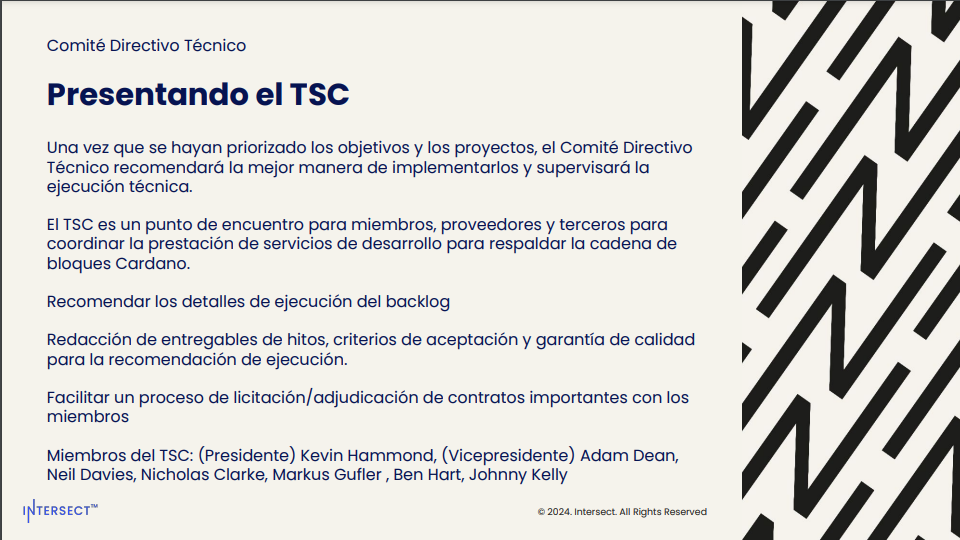 Comité Directivo Técnico
Presentando el TSC
Una vez que se hayan priorizado los objetivos y los proyectos, el Comité Directivo
Técnico recomendará la mejor manera de implementarlos y supervisará la
ejecución técnica.
El TSC es un punto de encuentro para miembros, proveedores y terceros para
coordinar la prestación de servicios de desarrollo para respaldar la cadena de
bloques Cardano.
Recomendar los detalles de ejecución del backlog
Redacción de entregables de hitos, criterios de aceptación y garantía de calidad
para la recomendación de ejecución.
Facilitar un proceso de licitación/adjudicación de contratos importantes con los
miembros
Miembros del TSC: (Presidente) Kevin Hammond, (Vicepresidente) Adam Dean,
Neil Davies, Nicholas Clarke, Markus Gufler , Ben Hart, Johnny Kelly
INTERSECT™
© 2024. Intersect. All Rights Reserved